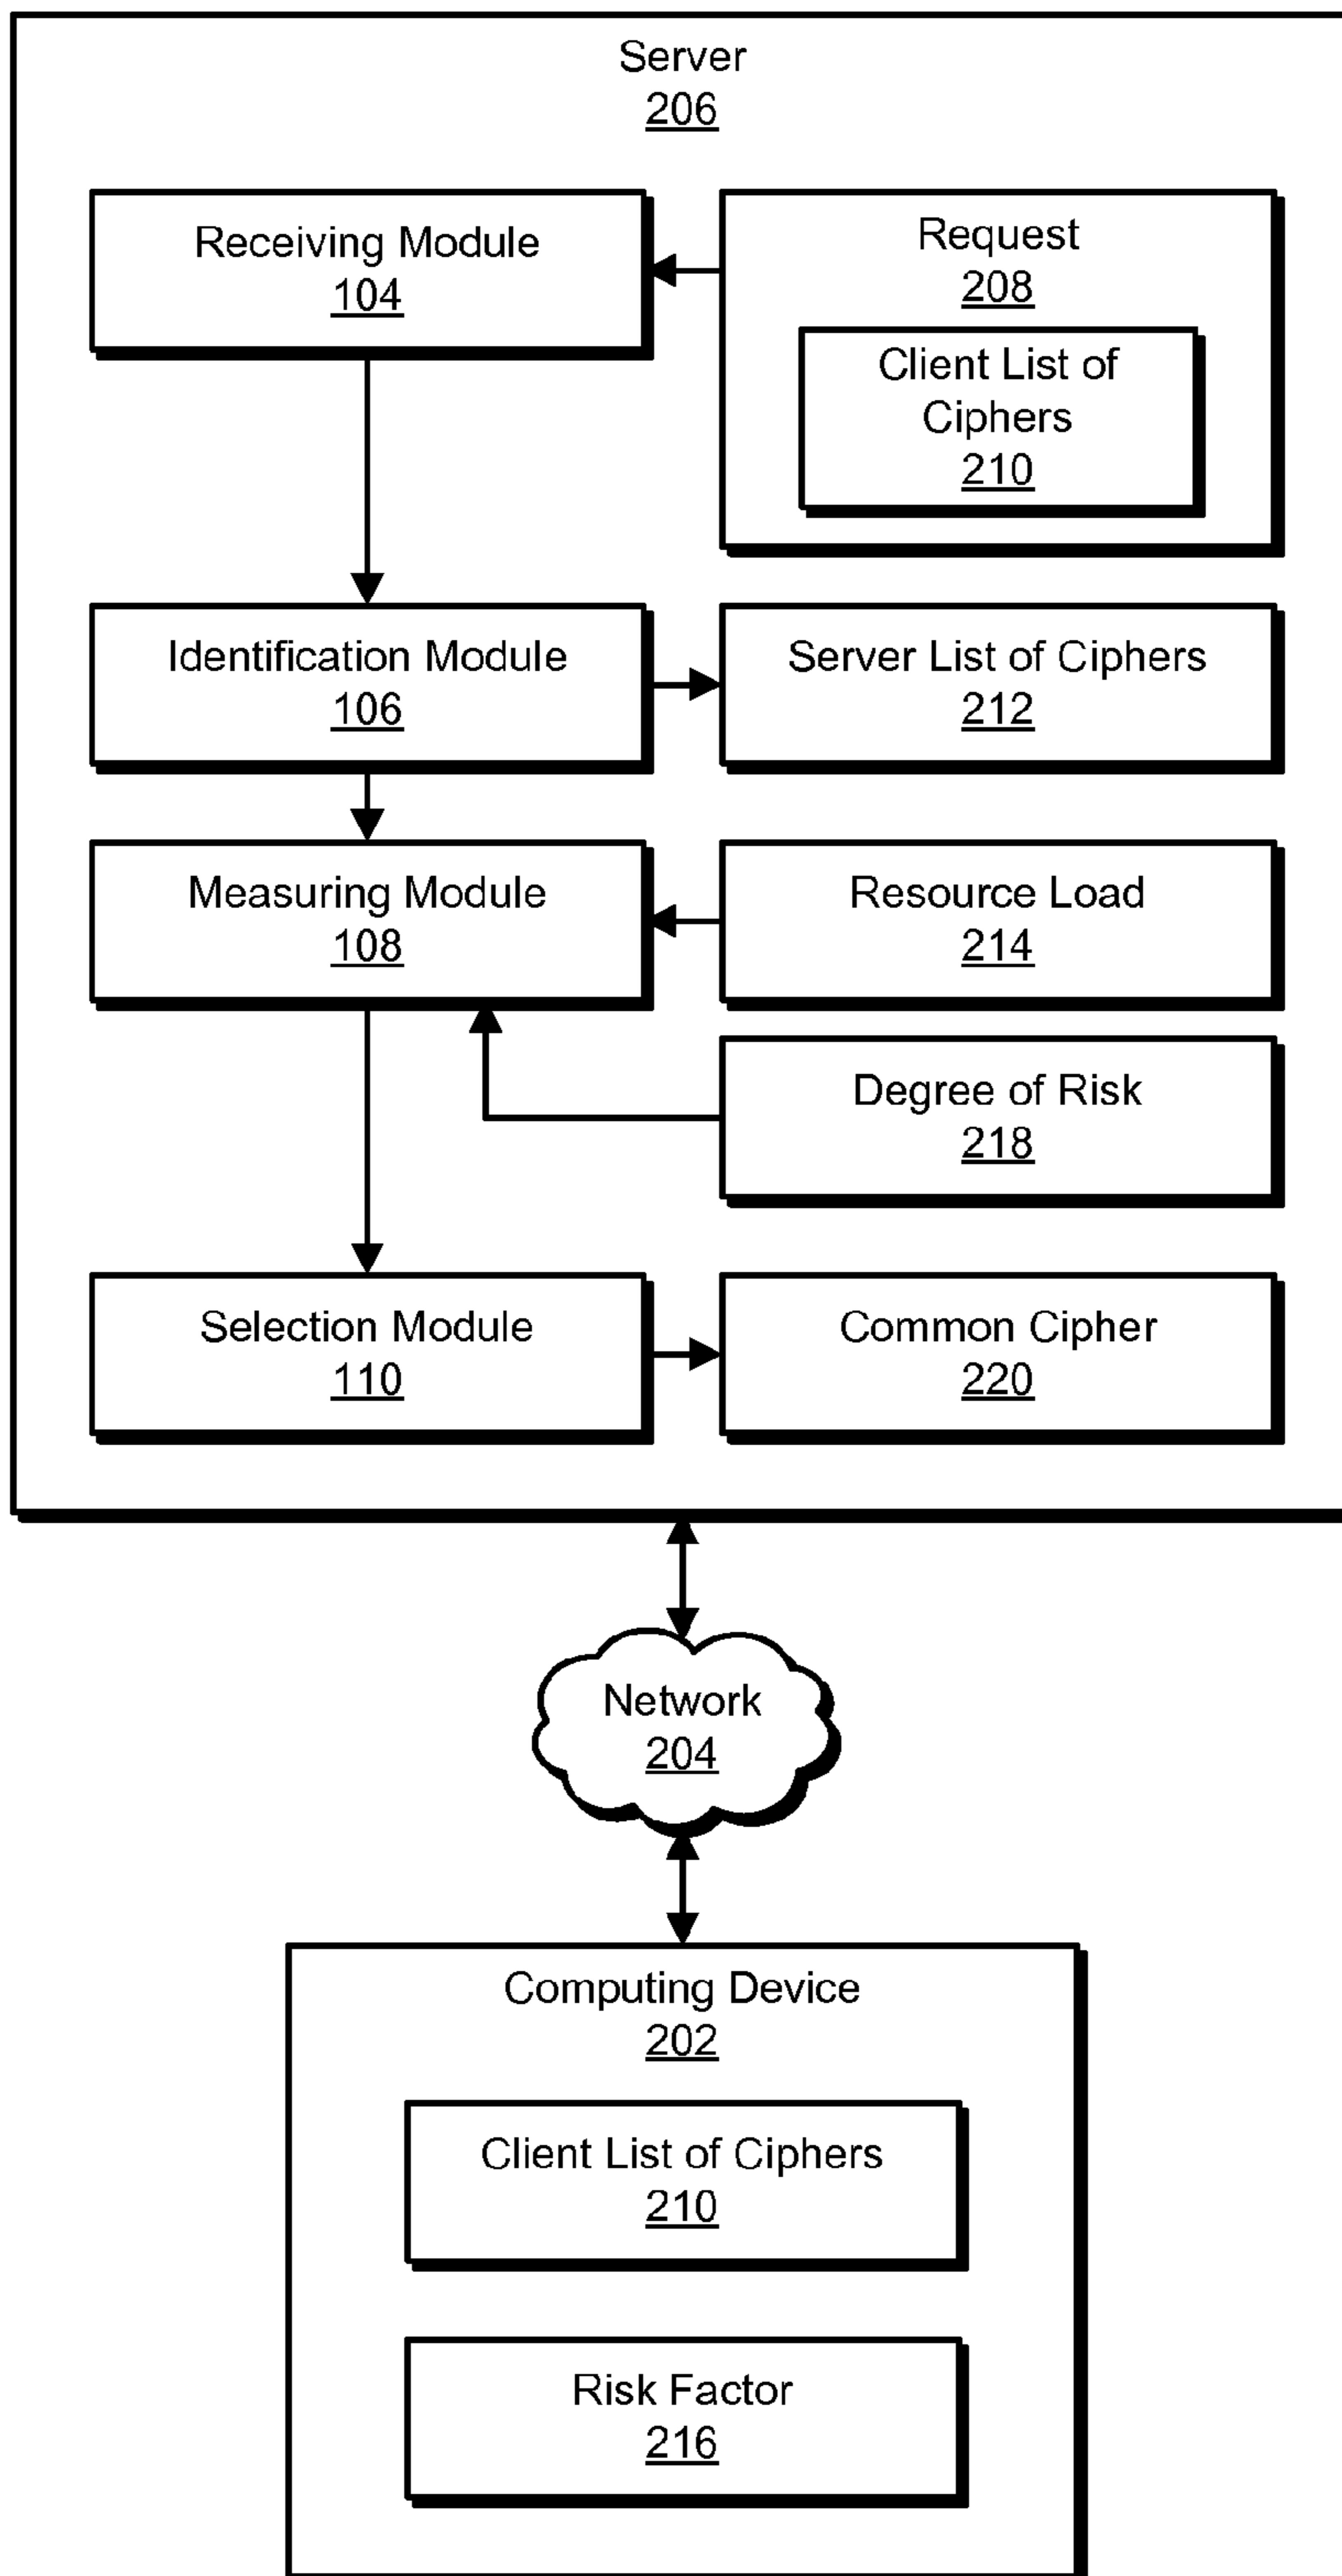 Server
206
Receiving Module
104
Request
208
Client List of
Ciphers
210
Identification Module
106
Server List of Ciphers
212
Measuring Module
108
Resource Load
214
Degree of Risk
218
Selection Module
110
Common Cipher
220
Network
204
Computing Device
202
Client List of Ciphers
210
Risk Factor
216